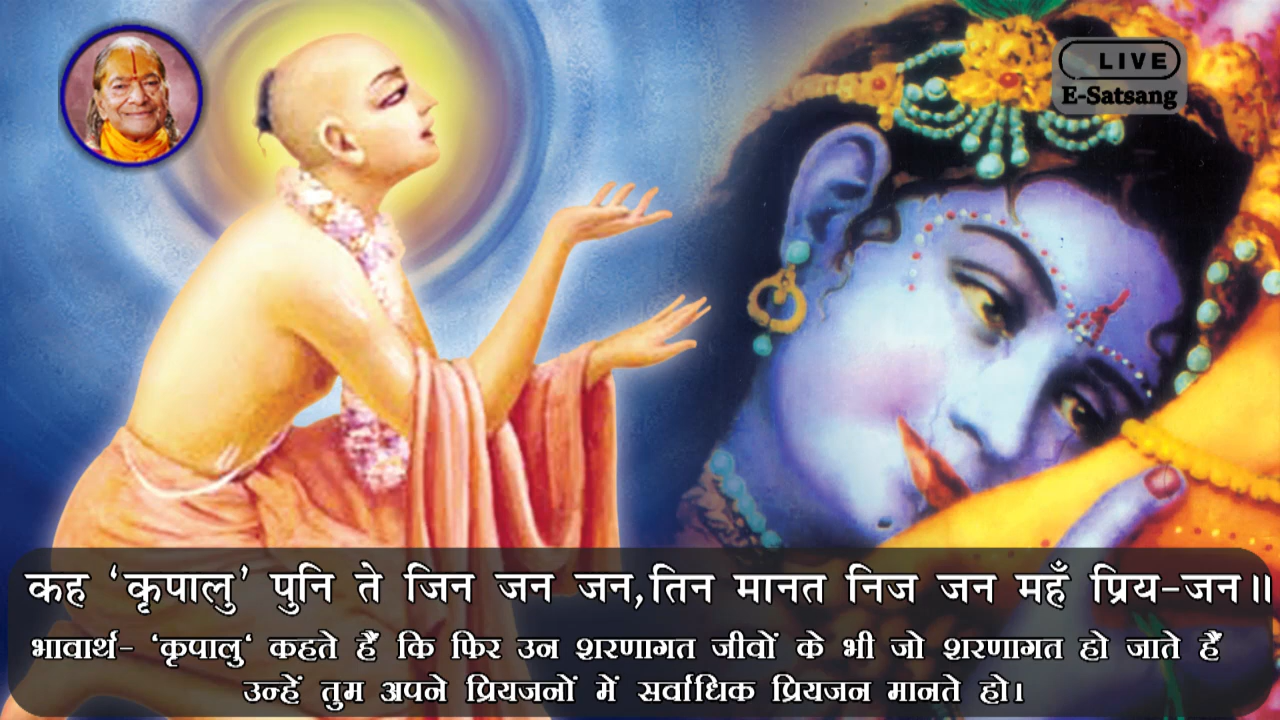 LIVE
E-Satsang
कह ‘कृपालु’ पुनि ते जिन जन जन,तिन मानत निज जन महँ प्रिय-जन॥
भावार्थ- ‘कृपालु‘ कहते हैं कि फिर उन शरणागत जीवों के भी जो शरणागत हो जाते हैं
उन्हें तुम अपने प्रियजनों में सर्वाधिक प्रियजन मानते हो।